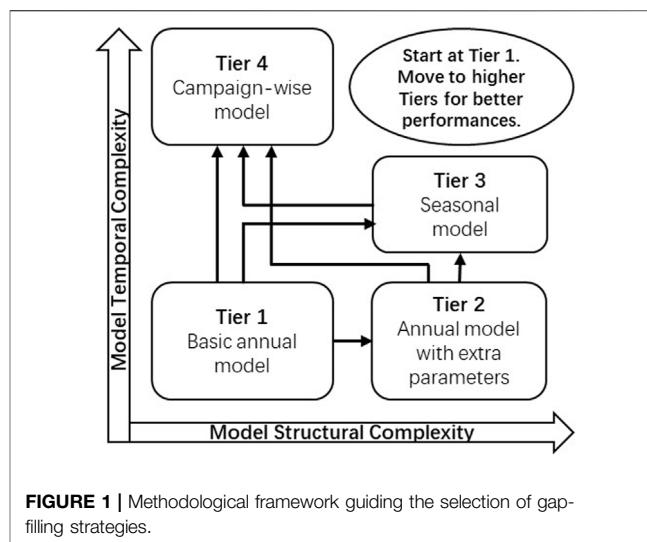 Model Temporal Complexity
Tier 4
Campaign-wise
model
Start at Tier 1.
Move to higher
Tiers for better
performances.
Tier 3
Seasonal
model
Tier 1
Basic annual
model
Tier 2
Annual model
with extra
parameters
Model Structural Complexity
FIGURE 1 | Methodological framework guiding the selection of gap-
filling strategies.